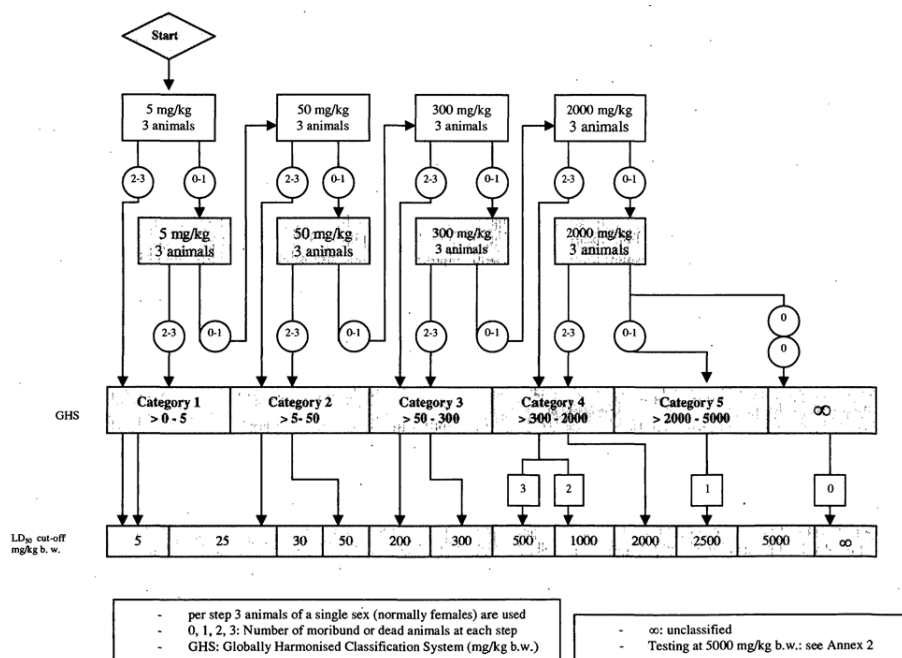 Start
5 mg/kg
3 animals
50 mg/kg
3 animals
300 mg/kg
3 animals
2000 mg/kg
3 animals
2-3
0-1
2-3
0-1
2-3
0-1
2-3
0-1
5 mg/kg
3 animals
50 mg/kg
3 animals
300 mg/kg
3 animals
2000 mg/kg
3 animals
2-3
0-1
2-3
0-1
2-3
0-1
2-3
0-1
0
0
GHS
Category 1
> 0 - 5
Category 2
> 5- 50
Category 3
> 50 - 300
Category 4
> 300 - 2000
Category 5
> 2000 - 5000
∞
3
2
1
0
LD50 cut-off
mg/kg b. w.
5
25
30
50
200
300
500
1000
2000
2500
5000
∞
- per step 3 animals of a single sex (normally females) are used
- 0, 1, 2, 3: Number of moribund or dead animals at each step
- GHS: Globally Harmonised Classification System (mg/kg b.w.)
- ∞: unclassified
- Testing at 5000 mg/kg b.w.: see Annex 2